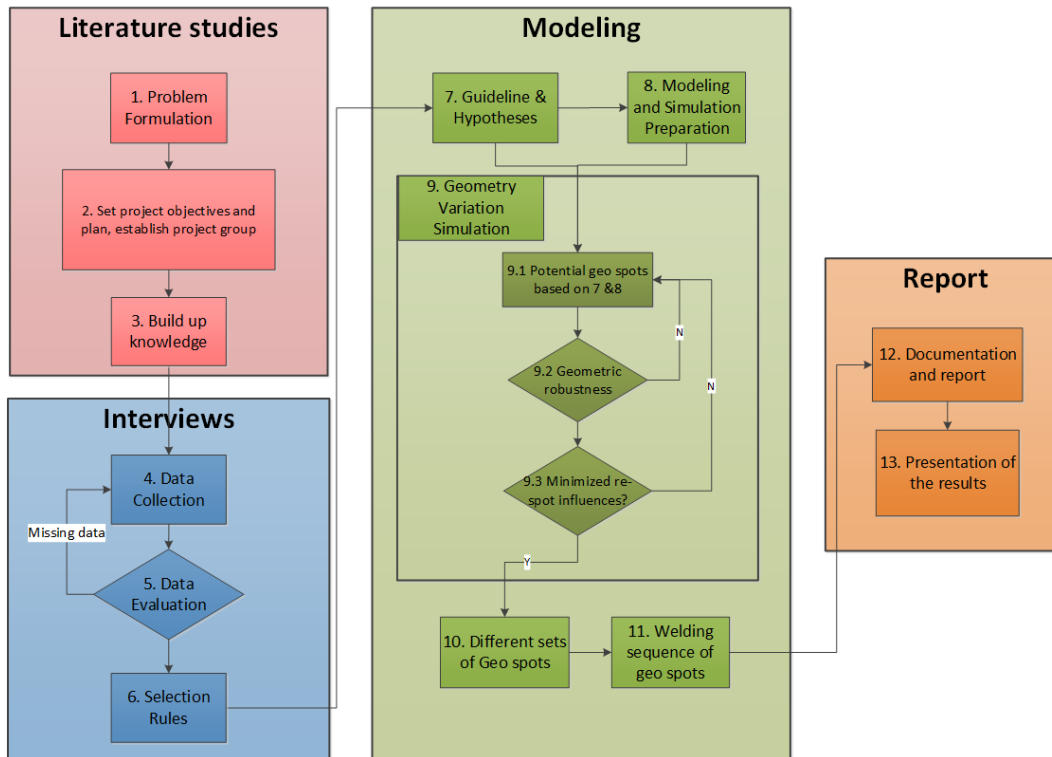 Literature studies
1. Problem
Formulation
2. Set project objectives and
plan, establish project group
3. Build up
knowledge
Interviews
4. Data
Collection
Missing data
5. Data
Evaluation
6. Selection
Rules
Modeling
7. Guideline &
Hypotheses
8. Modeling
and Simulation
Preparation
9. Geometry
Variation
Simulation
9.1 Potential geo spots
based on 7 &8
N
9.2 Geometric
robustness
N
9.3 Minimized re-
spot influences?
Y
10. Different sets
of Geo spots
11. Welding
sequence of
geo spots
Report
12. Documentation
and report
13. Presentation of
the results